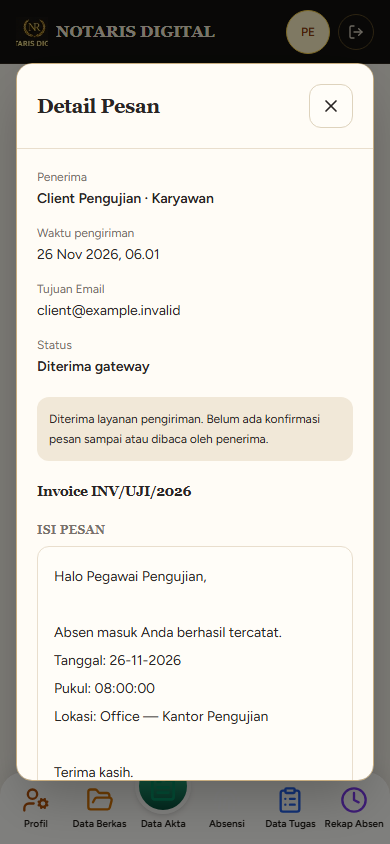 TARIS DIG
NOTARIS DIGITAL
PE
Detail Pesan
Penerima
Client Pengujian · Karyawan
Waktu pengiriman
26 Nov 2026, 06.01
Tujuan Email
client@example.invalid
Status
Diterima gateway
Diterima layanan pengiriman. Belum ada konfirmasi
pesan sampai atau dibaca oleh penerima.
Invoice INV/UJI/2026
ISI PESAN
Halo Pegawai Pengujian,
Absen masuk Anda berhasil tercatat.
Tanggal: 26-11-2026
Pukul: 08:00:00
Lokasi: Office — Kantor Pengujian
Terima kasih.
Profil
Data Berkas
Data Akta
Absensi
Data Tugas
Rekap Absen